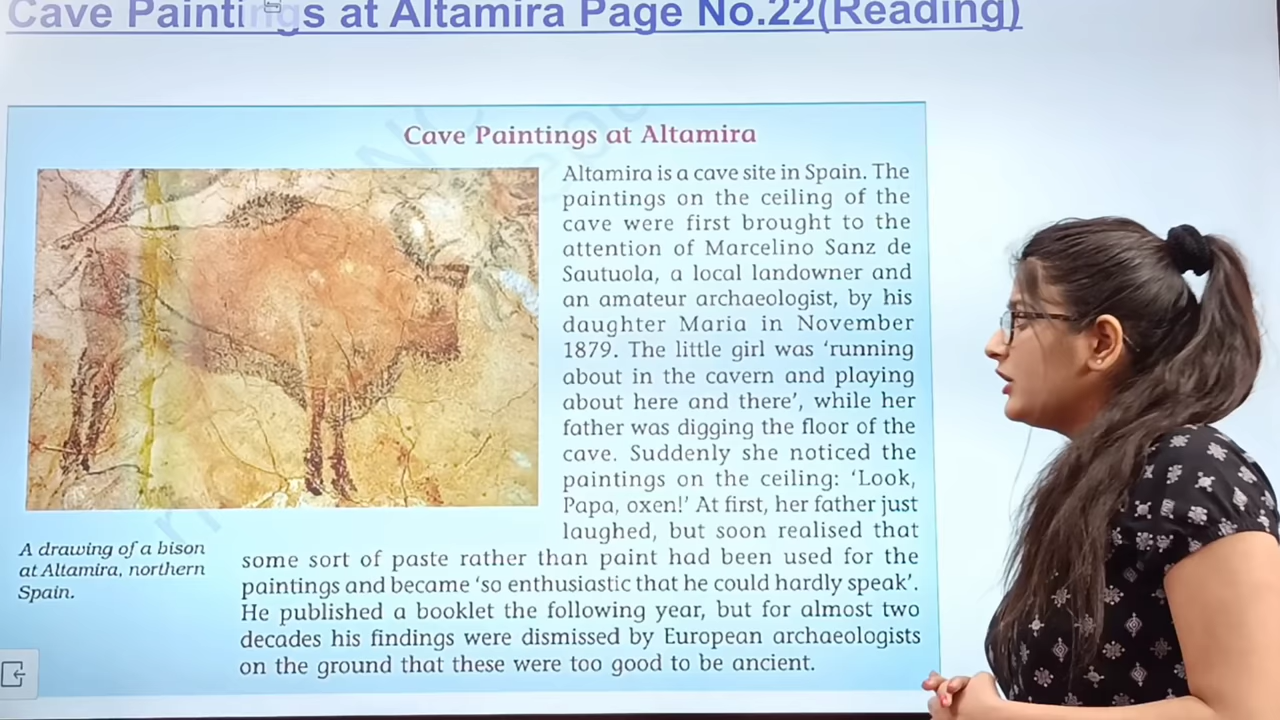 Cave Paintings at Altamira Page No.22(Reading)
Cave Paintings at Altamira
Altamira is a cave site in Spain. The
paintings on the ceiling of the
cave were first brought to the
attention of Marcelino Sanz de
Sautuola, a local landowner and
an amateur archaeologist, by his
daughter Maria in November
1879. The little girl was ‘running
about in the cavern and playing
about here and there’, while her
father was digging the floor of the
cave. Suddenly she noticed the
paintings on the ceiling: ‘Look,
Papa, oxen!’ At first, her father just
laughed, but soon realised that
some sort of paste rather than paint had been used for the
paintings and became ‘so enthusiastic that he could hardly speak’.
He published a booklet the following year, but for almost two
decades his findings were dismissed by European archaeologists
on the ground that these were too good to be ancient.
A drawing of a bison
at Altamira, northern
Spain.